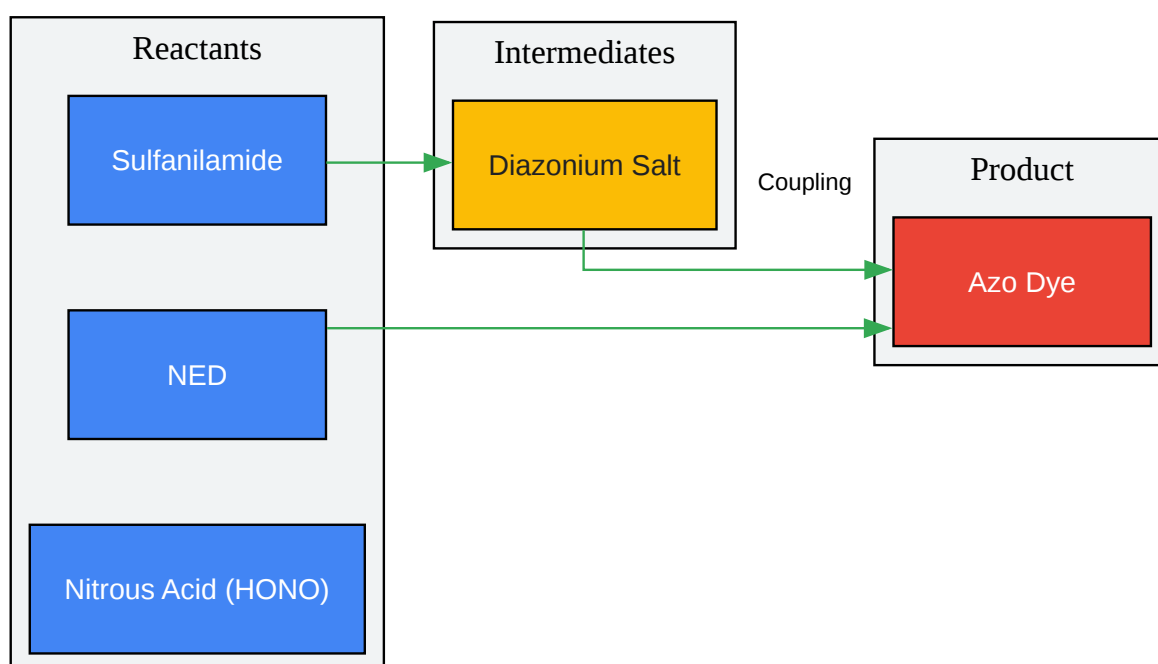 Reactants
Sulfanilamide
NED
Nitrous Acid (HONO)
Intermediates
Diazonium Salt
Coupling
Product
Azo Dye